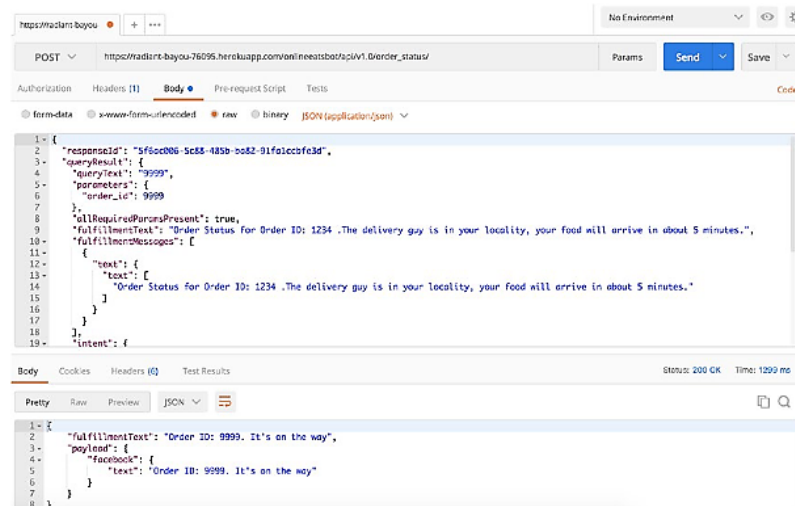 https://radiant-bayou
+
•••
No Environment
POST
https://radiant-bayou-76095.herokuapp.com/onlineeatsbot/api/v1.0/order_status/
Params
Send
Save
Authorization
Headers (1)
Body
Pre-request Script
Tests
Code
form-data
x-www-form-urlencoded
raw
binary
JSON (application/json)
1 {
2 "responseId": "5f6ac006-5c88-485b-ba82-91fa1ccbfe3d",
3 "queryResult": {
4 "queryText": "9999",
5 "parameters": {
6 "order_id": 9999
7 },
8 "allRequiredParamsPresent": true,
9 "fulfillmentText": "Order Status for Order ID: 1234 .The delivery guy is in your locality, your food will arrive in about 5 minutes.",
10 "fulfillmentMessages": [
11 {
12 "text": {
13 "text": [
14 "Order Status for Order ID: 1234 .The delivery guy is in your locality, your food will arrive in about 5 minutes."
15 ]
16 }
17 }
18 ],
19 "intent": {
Body
Cookies
Headers (6)
Test Results
Status: 200 OK
Time: 1299 ms
Pretty
Raw
Preview
JSON
1 {
2 "fulfillmentText": "Order ID: 9999. It's on the way",
3 "payload": {
4 "facebook": {
5 "text": "Order ID: 9999. It's on the way"
6 }
7 }
8 }